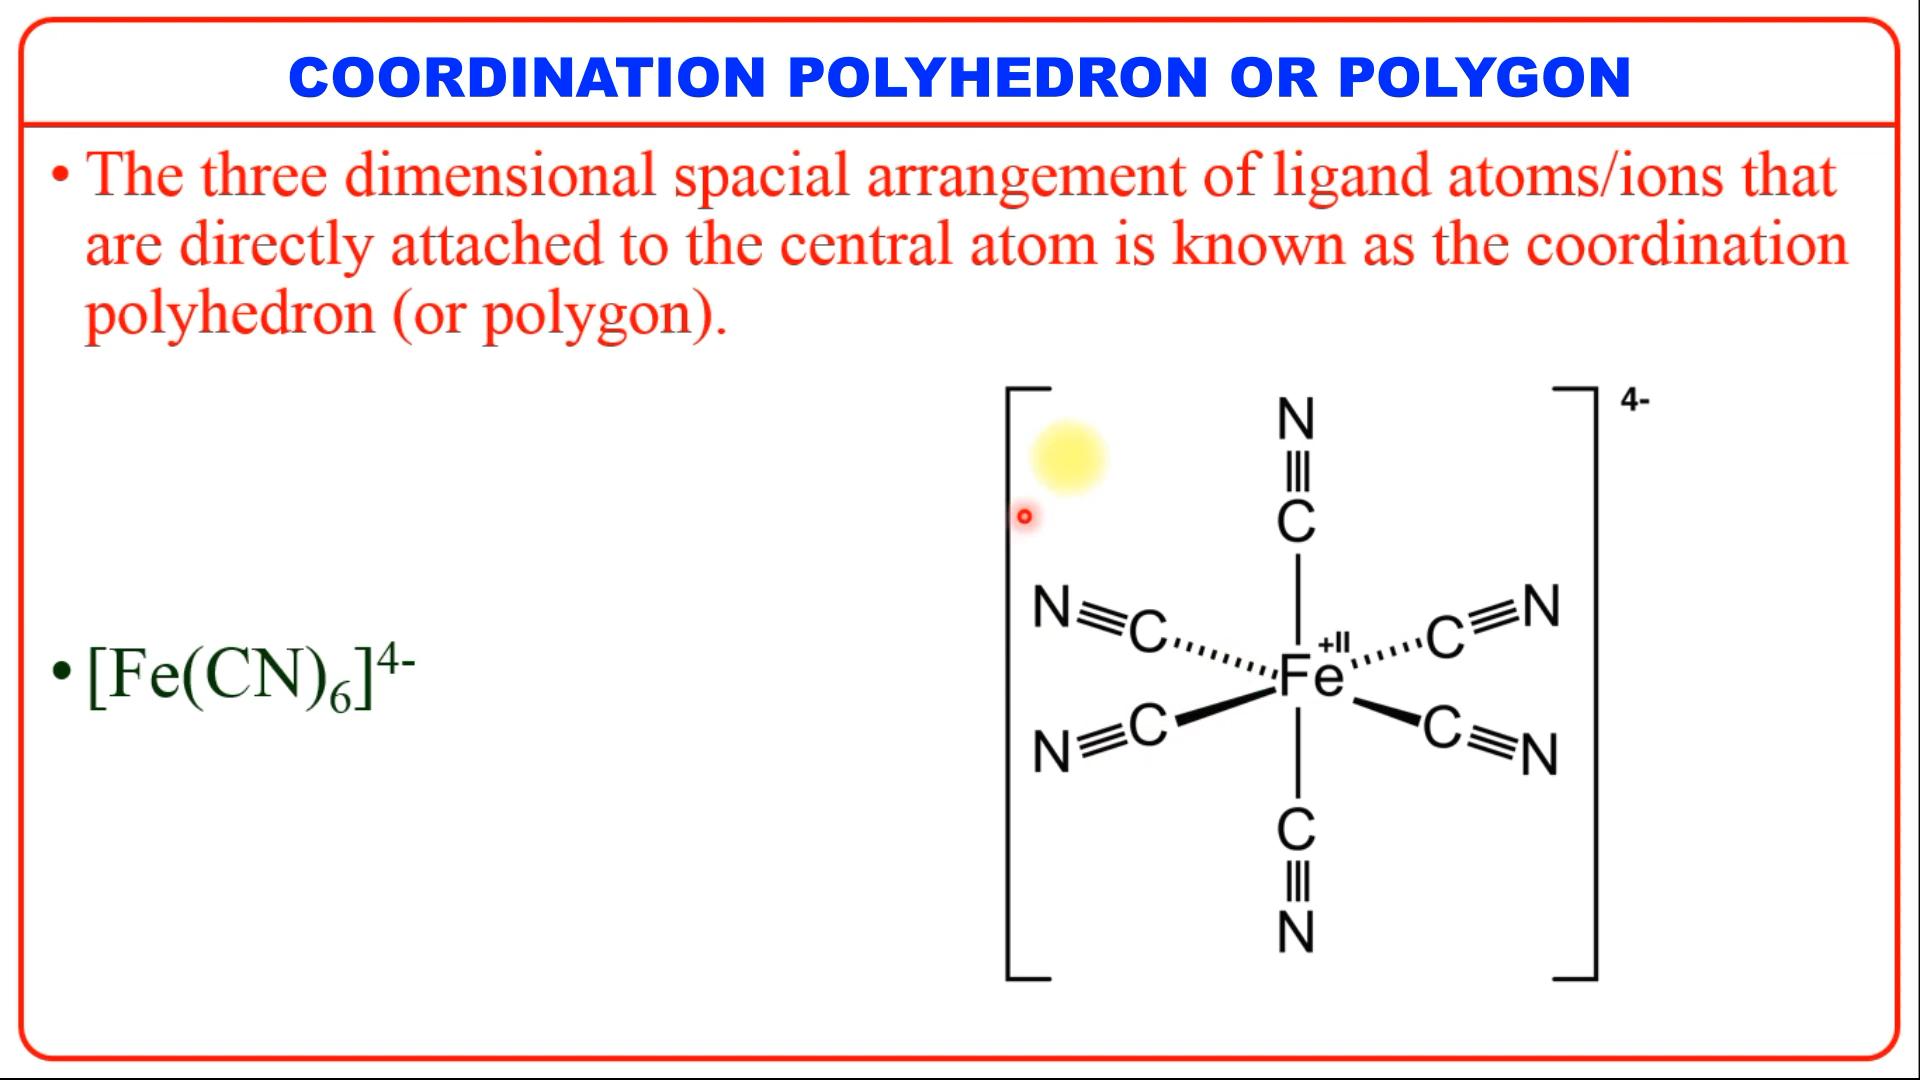 COORDINATION POLYHEDRON OR POLYGON
• The three dimensional spacial arrangement of ligand atoms/ions that
are directly attached to the central atom is known as the coordination
polyhedron (or polygon).
• [Fe(CN)₆]⁴⁻
4-
N
C
N C C N
+II
Fe
N C C N
C
N